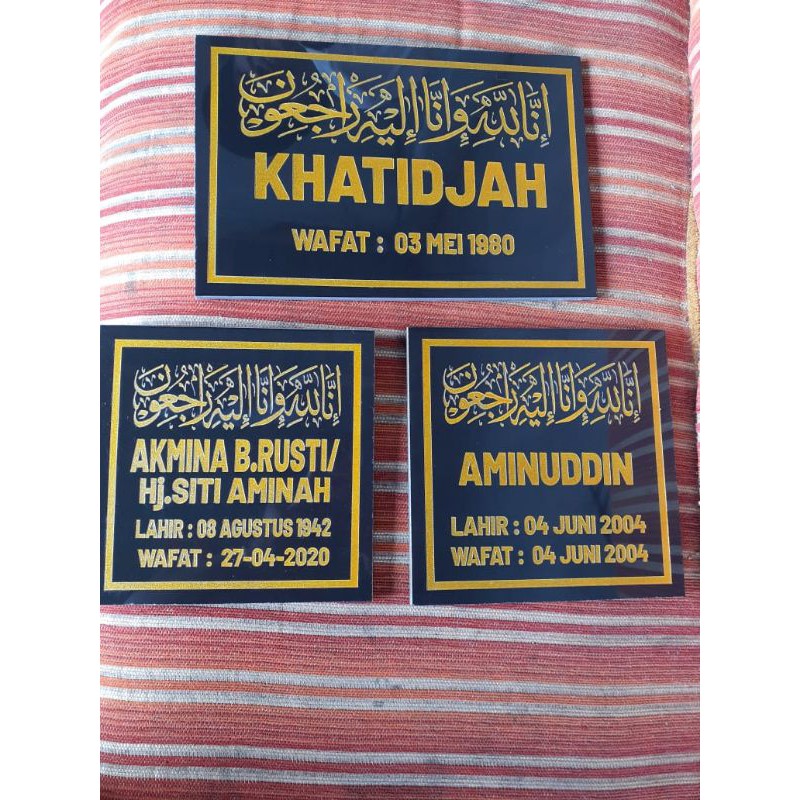 إنا لله وإنا إليه راجعون
KHATIDJAH
WAFAT : 03 MEI 1980
إنا لله وإنا إليه راجعون
AKMINA B.RUSTI/
Hj.SITI AMINAH
LAHIR : 08 AGUSTUS 1942
WAFAT : 27-04-2020
إنا لله وإنا إليه راجعون
AMINUDDIN
LAHIR : 04 JUNI 2004
WAFAT : 04 JUNI 2004